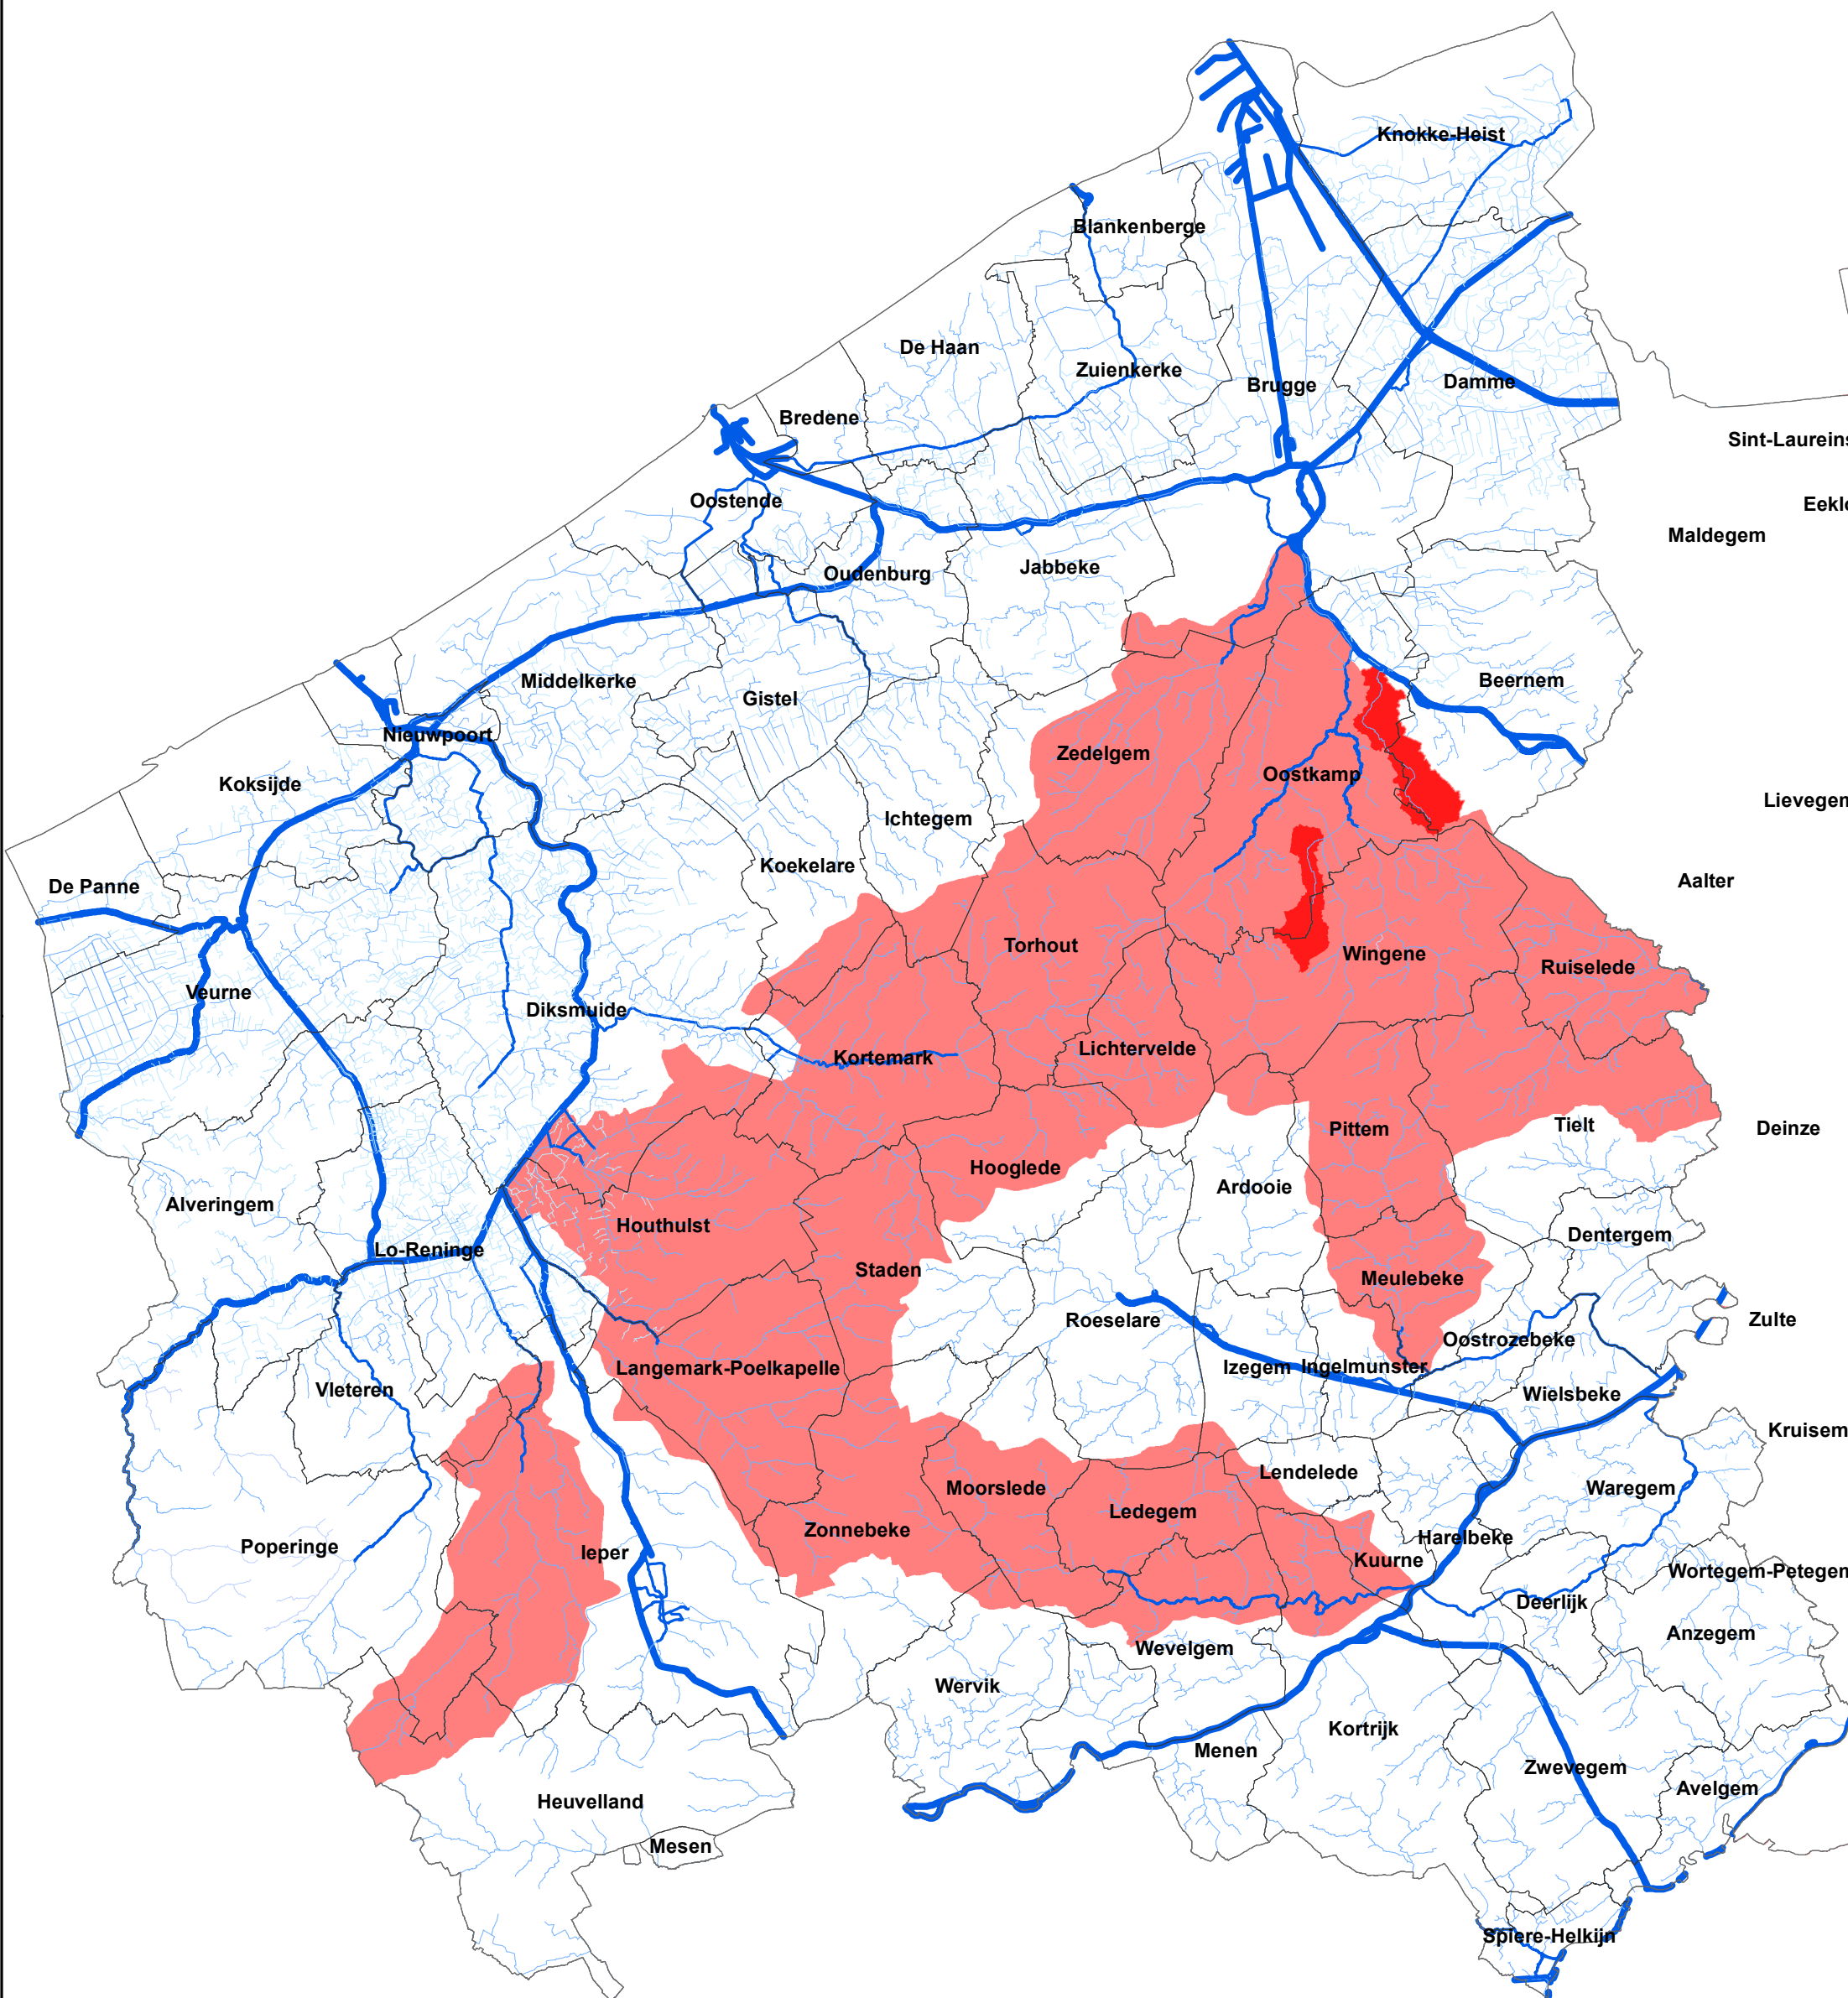 Knokke-Heist
Blankenberge
De Haan
Zuienkerke
Brugge
Damme
Bredene
Sint-Laureins
Oostende
Eeklo
Maldegem
Oudenburg
Jabbeke
Middelkerke
Gistel
Beernem
Nieuwpoort
Zedelgem
Oostkamp
Koksijde
Lievegem
Ichtegem
Koekelare
De Panne
Aalter
Torhout
Wingene
Ruiselede
Veurne
Diksmuide
Kortemark
Lichtervelde
Pittem
Tielt
Deinze
Hooglede
Ardooie
Alveringem
Houthulst
Dentergem
Lo-Reninge
Staden
Meulebeke
Roeselare
Zulte
Oostrozebeke
Langemark-Poelkapelle
Izegem
Ingelmunster
Vleteren
Wielsbeke
Kruisem
Lendelede
Moorslede
Waregem
Ledegem
Zonnebeke
Harelbeke
Poperinge
Ieper
Kuurne
Wortegem-Petegem
Deerlijk
Anzegem
Wevelgem
Wervik
Kortrijk
Menen
Zwevegem
Avelgem
Heuvelland
Mesen
Spiere-Helkijn